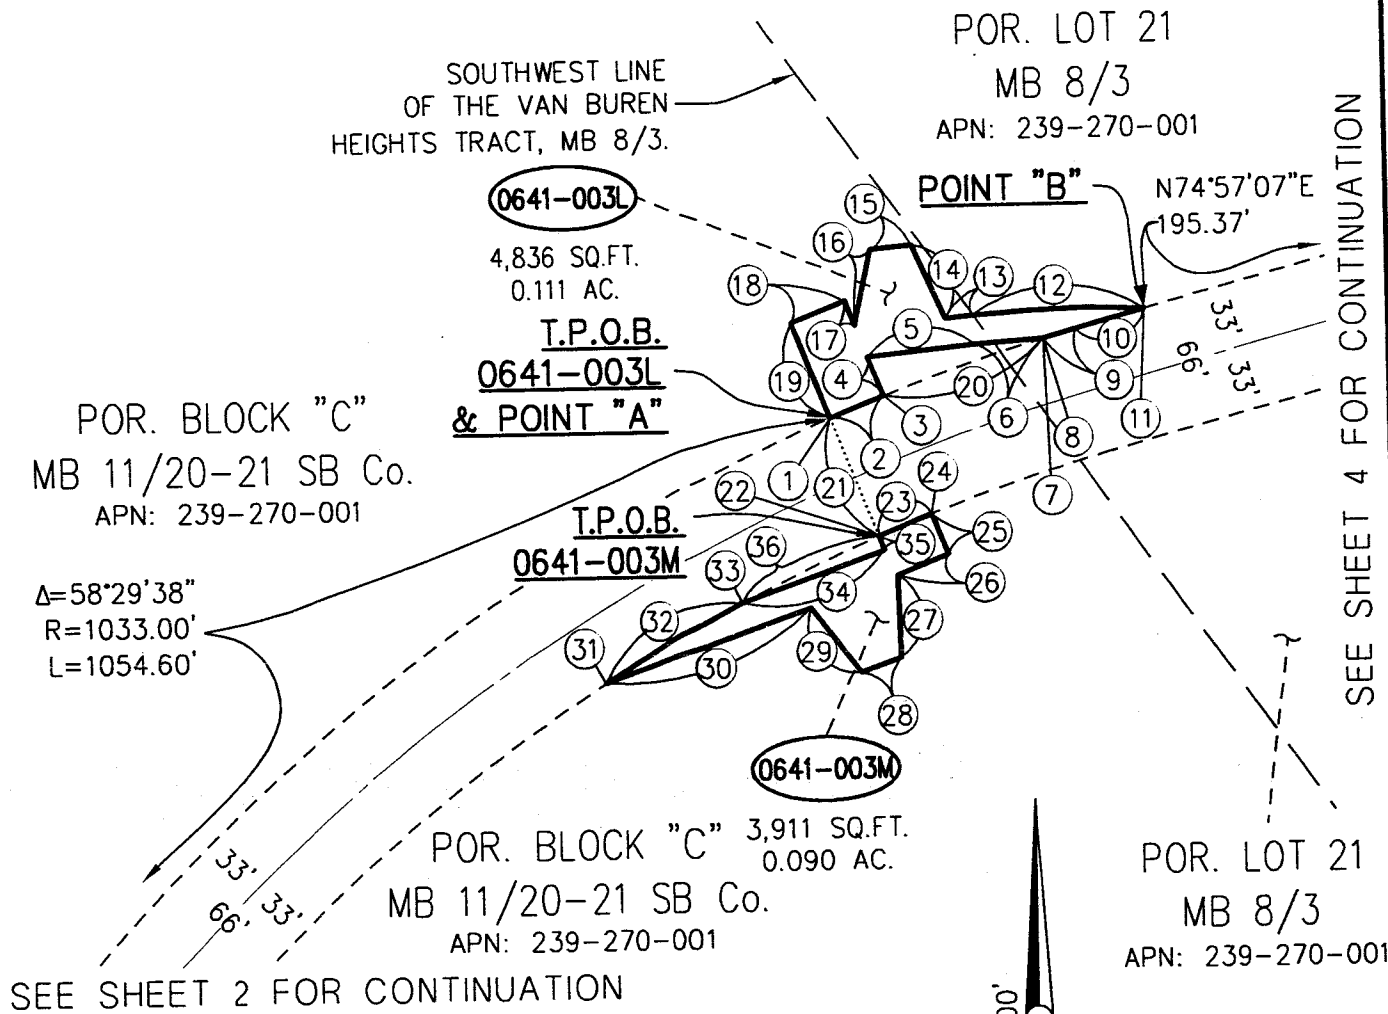 POR. LOT 21
MB 8/3
APN: 239-270-001
SOUTHWEST LINE
OF THE VAN BUREN
HEIGHTS TRACT, MB 8/3.
0641-003L
4,836 SQ.FT.
0.111 AC.
T.P.O.B.
0641-003L
& POINT "A"
POINT "B"
N74°57'07"E
195.37'
SEE SHEET 4 FOR CONTINUATION
15
16
18
17
14
13
12
5
19
4
20
10
3
6
9
11
8
2
1
21
7
22
23
24
25
35
36
26
33
34
27
32
31
30
29
28
33'
66'
33'
POR. BLOCK "C"
MB 11/20-21 SB Co.
APN: 239-270-001
T.P.O.B.
0641-003M
Δ=58°29'38"
R=1033.00'
L=1054.60'
0641-003M
3,911 SQ.FT.
0.090 AC.
POR. BLOCK "C"
MB 11/20-21 SB Co.
APN: 239-270-001
33'
66'
33'
POR. LOT 21
MB 8/3
APN: 239-270-001
SEE SHEET 2 FOR CONTINUATION